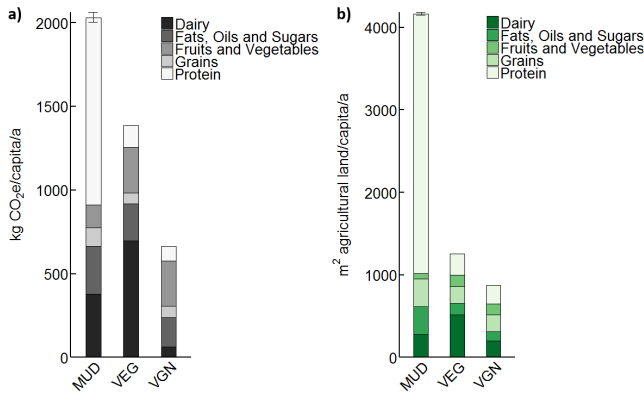 a)
2000
1500
1000
500
0
kg CO₂e/capita/a
Dairy
Fats, Oils and Sugars
Fruits and Vegetables
Grains
Protein
MUD
VEG
VGN
b)
4000
3000
2000
1000
0
m² agricultural land/capita/a
Dairy
Fats, Oils and Sugars
Fruits and Vegetables
Grains
Protein
MUD
VEG
VGN